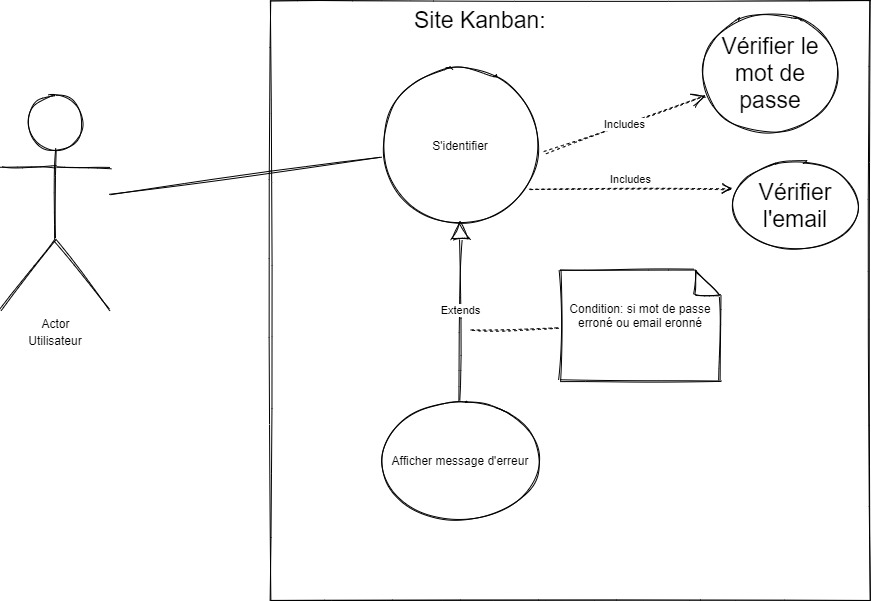 Site Kanban:
Vérifier le
mot de
passe
S'identifier
Includes
Includes
Vérifier
l'email
Extends
Condition: si mot de passe
erroné ou email eronné
Actor
Utilisateur
Afficher message d'erreur